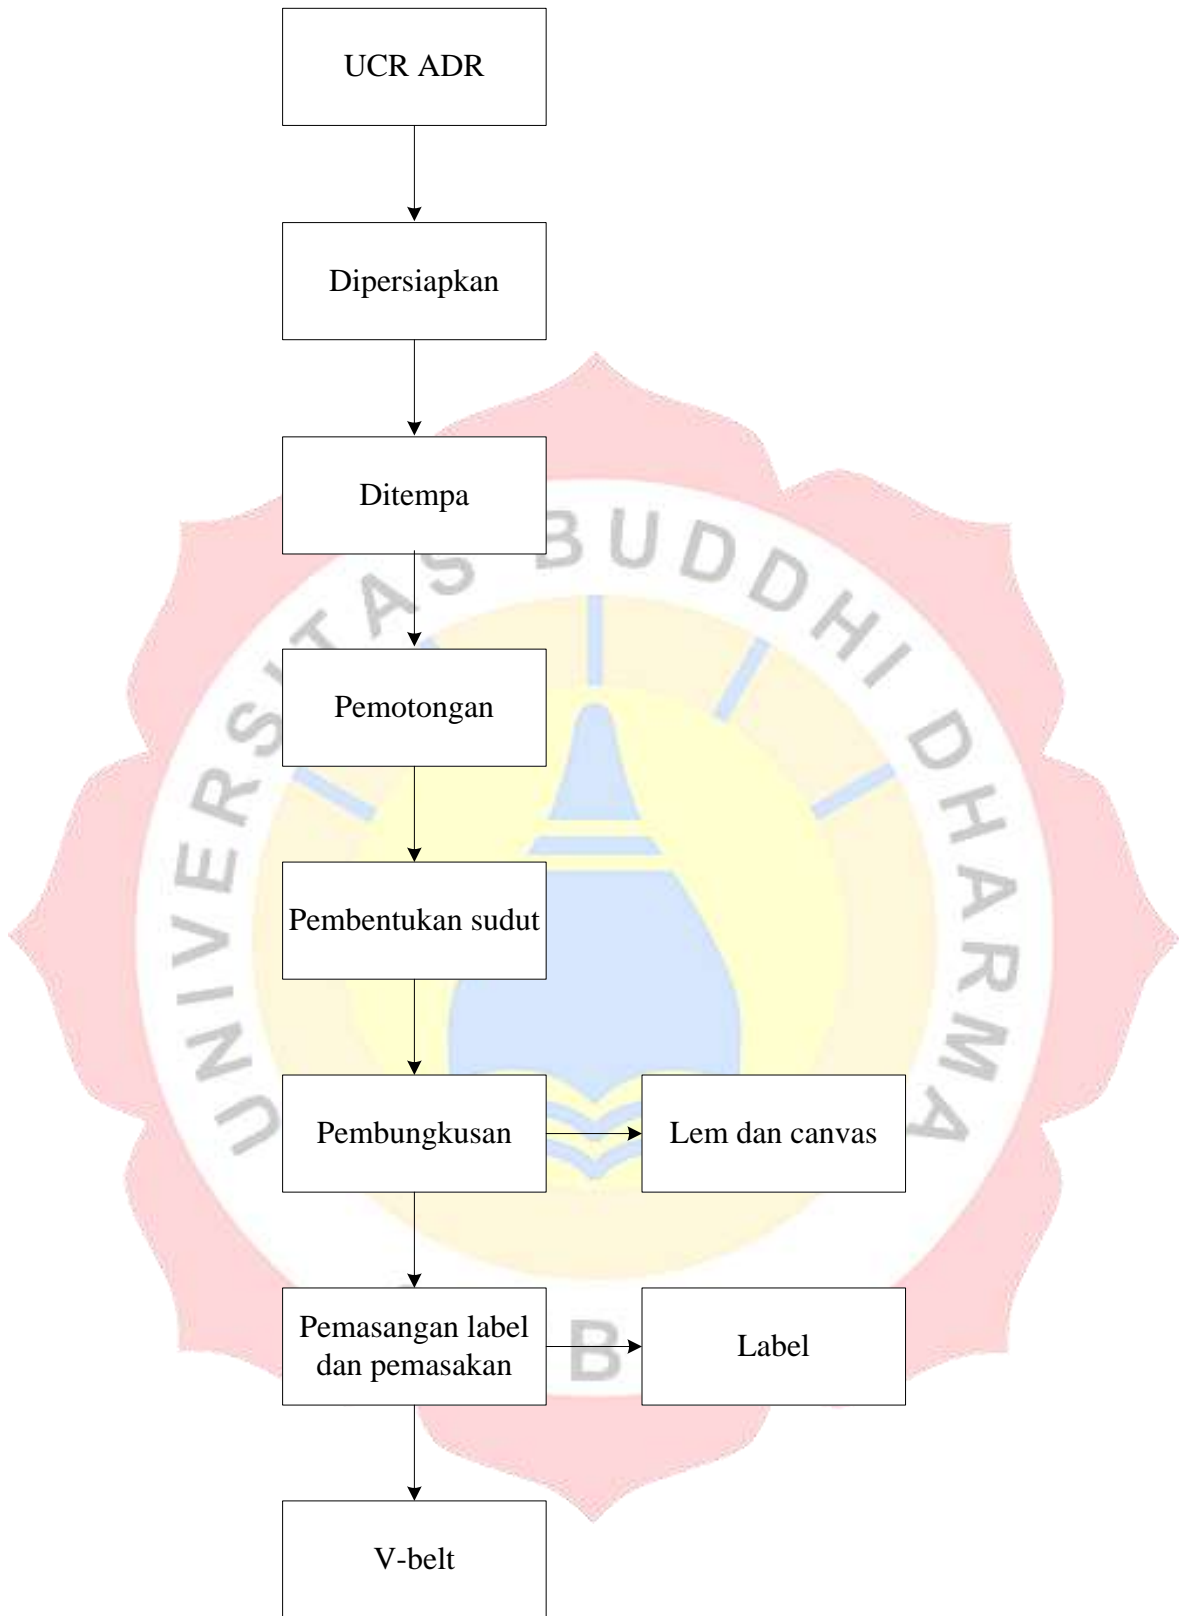 UCR ADR
Dipersiapkan
Ditempa
Pemotongan
Pembentukan sudut
Pembungkusan
Lem dan canvas
Pemasangan label
dan pemasakan
Label
V-belt
UNIVERSITAS BUDDHI DHARMA
B